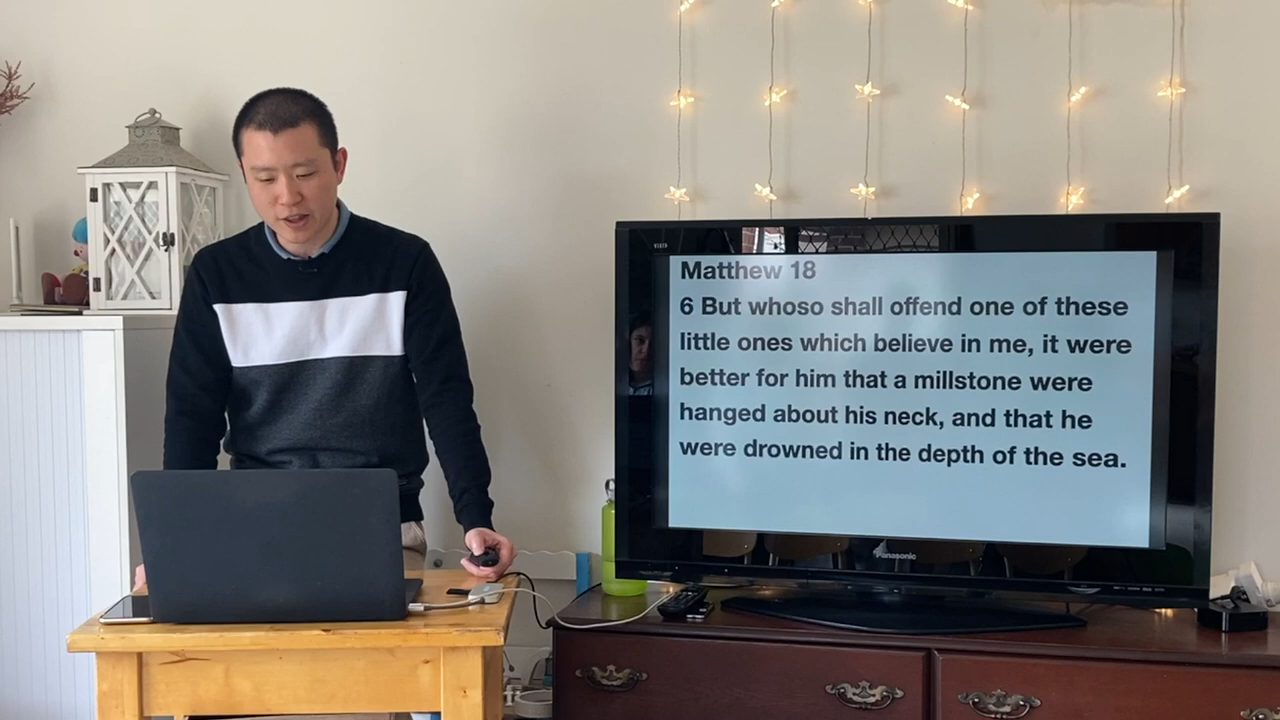 Matthew 18
6 But whoso shall offend one of these
little ones which believe in me, it were
better for him that a millstone were
hanged about his neck, and that he
were drowned in the depth of the sea.
Panasonic